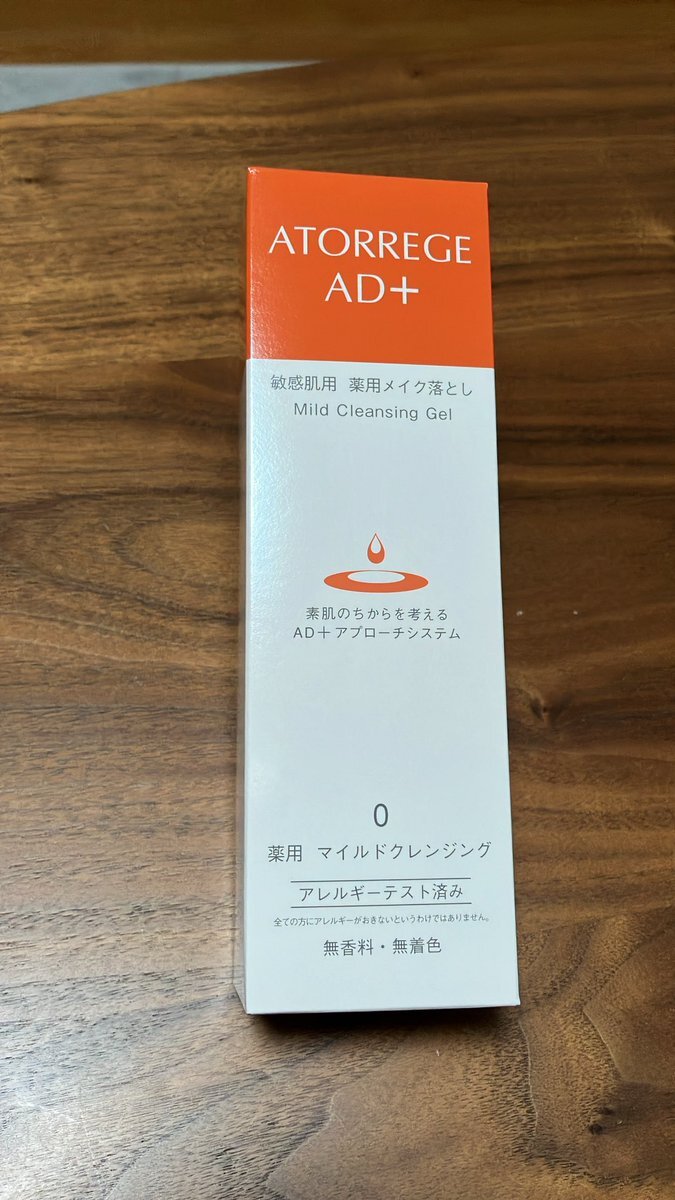 ATORREGE
AD+
敏感肌用 薬用メイク落とし
Mild Cleansing Gel
素肌のちからを考える
AD+アプローチシステム
0
薬用 マイルドクレンジング
アレルギーテスト済み
全ての方にアレルギーがおきないというわけではありません。
無香料・無着色